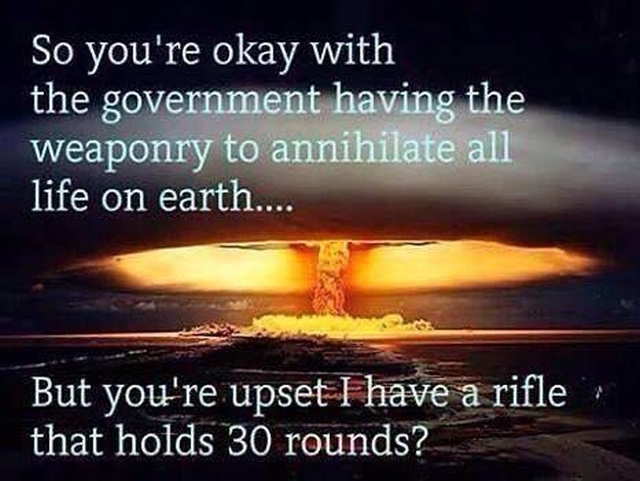 So you're okay with
the government having the
weaponry to annihilate all
life on earth....
But you're upset I have a rifle
that holds 30 rounds?